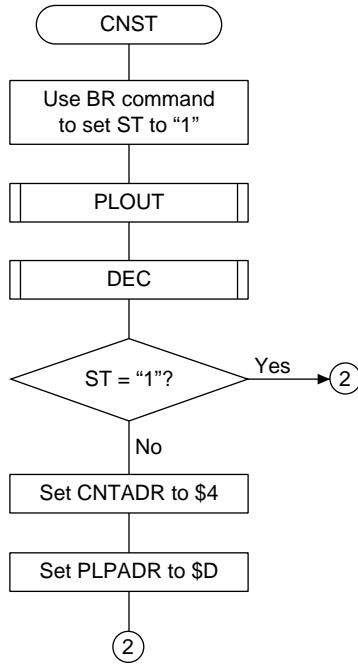 CNST
Use BR command
to set ST to “1”
PLOUT
DEC
ST = “1”?
Yes
2
No
Set CNTADR to $4
Set PLPADR to $D
2